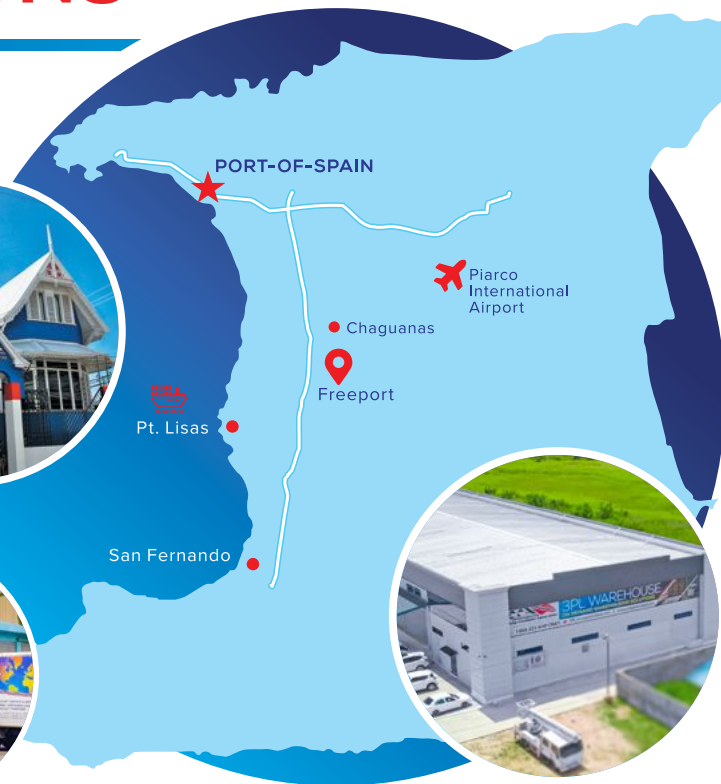 PORT-OF-SPAIN
Piarco
International
Airport
Chaguanas
Freeport
Pt. Lisas
San Fernando
3PL WAREHOUSE